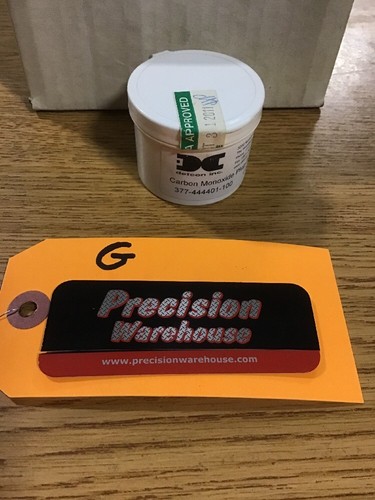 A APPROVED
detcon inc.
Carbon Monoxide
377-444401-100
G
Precision
Warehouse
www.precisionwarehouse.com